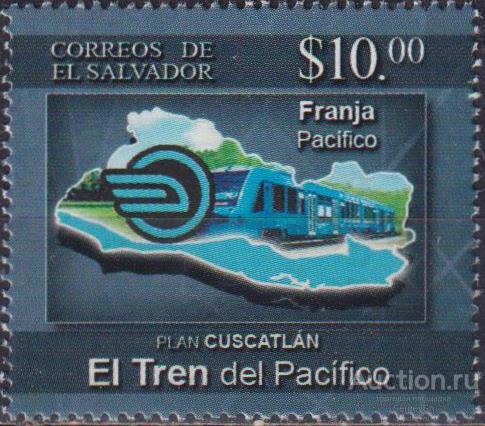 CORREOS DE
EL SALVADOR
$10.00
Franja
Pacífico
PLAN CUSCATLÁN
El Tren del Pacífico
Auction.ru